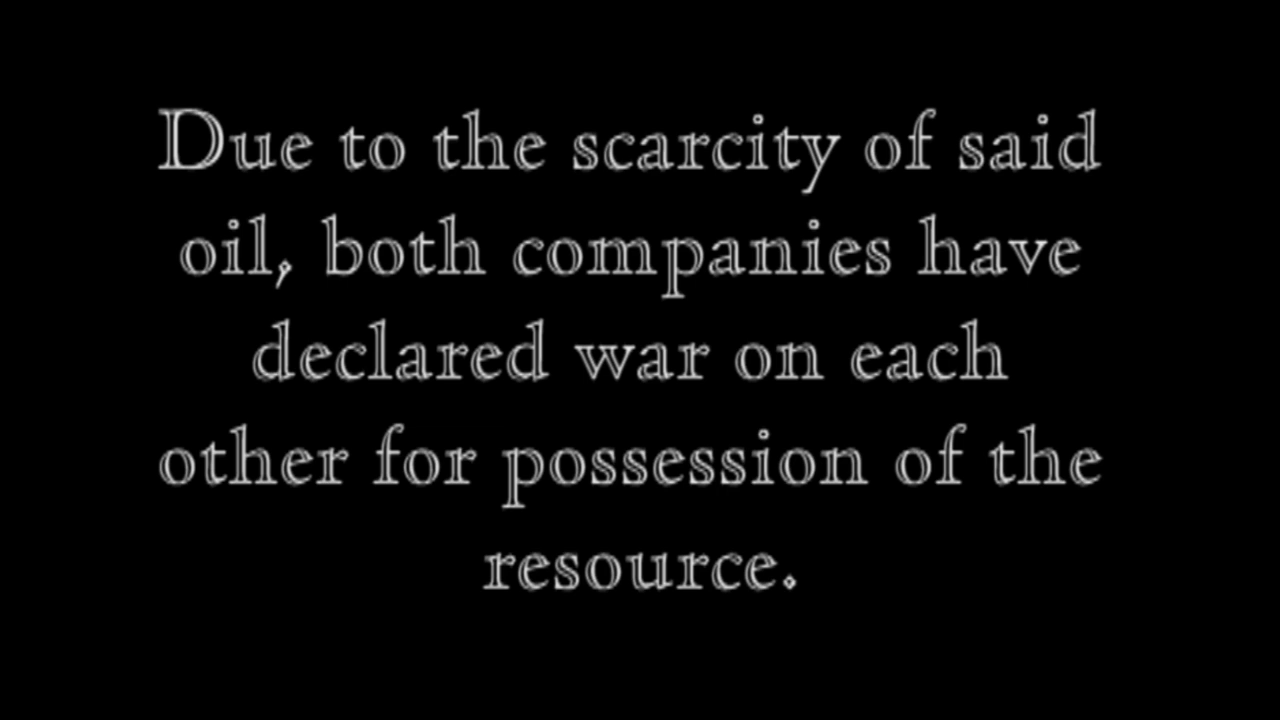 Due to the scarcity of said
oil, both companies have
declared war on each
other for possession of the
resource.